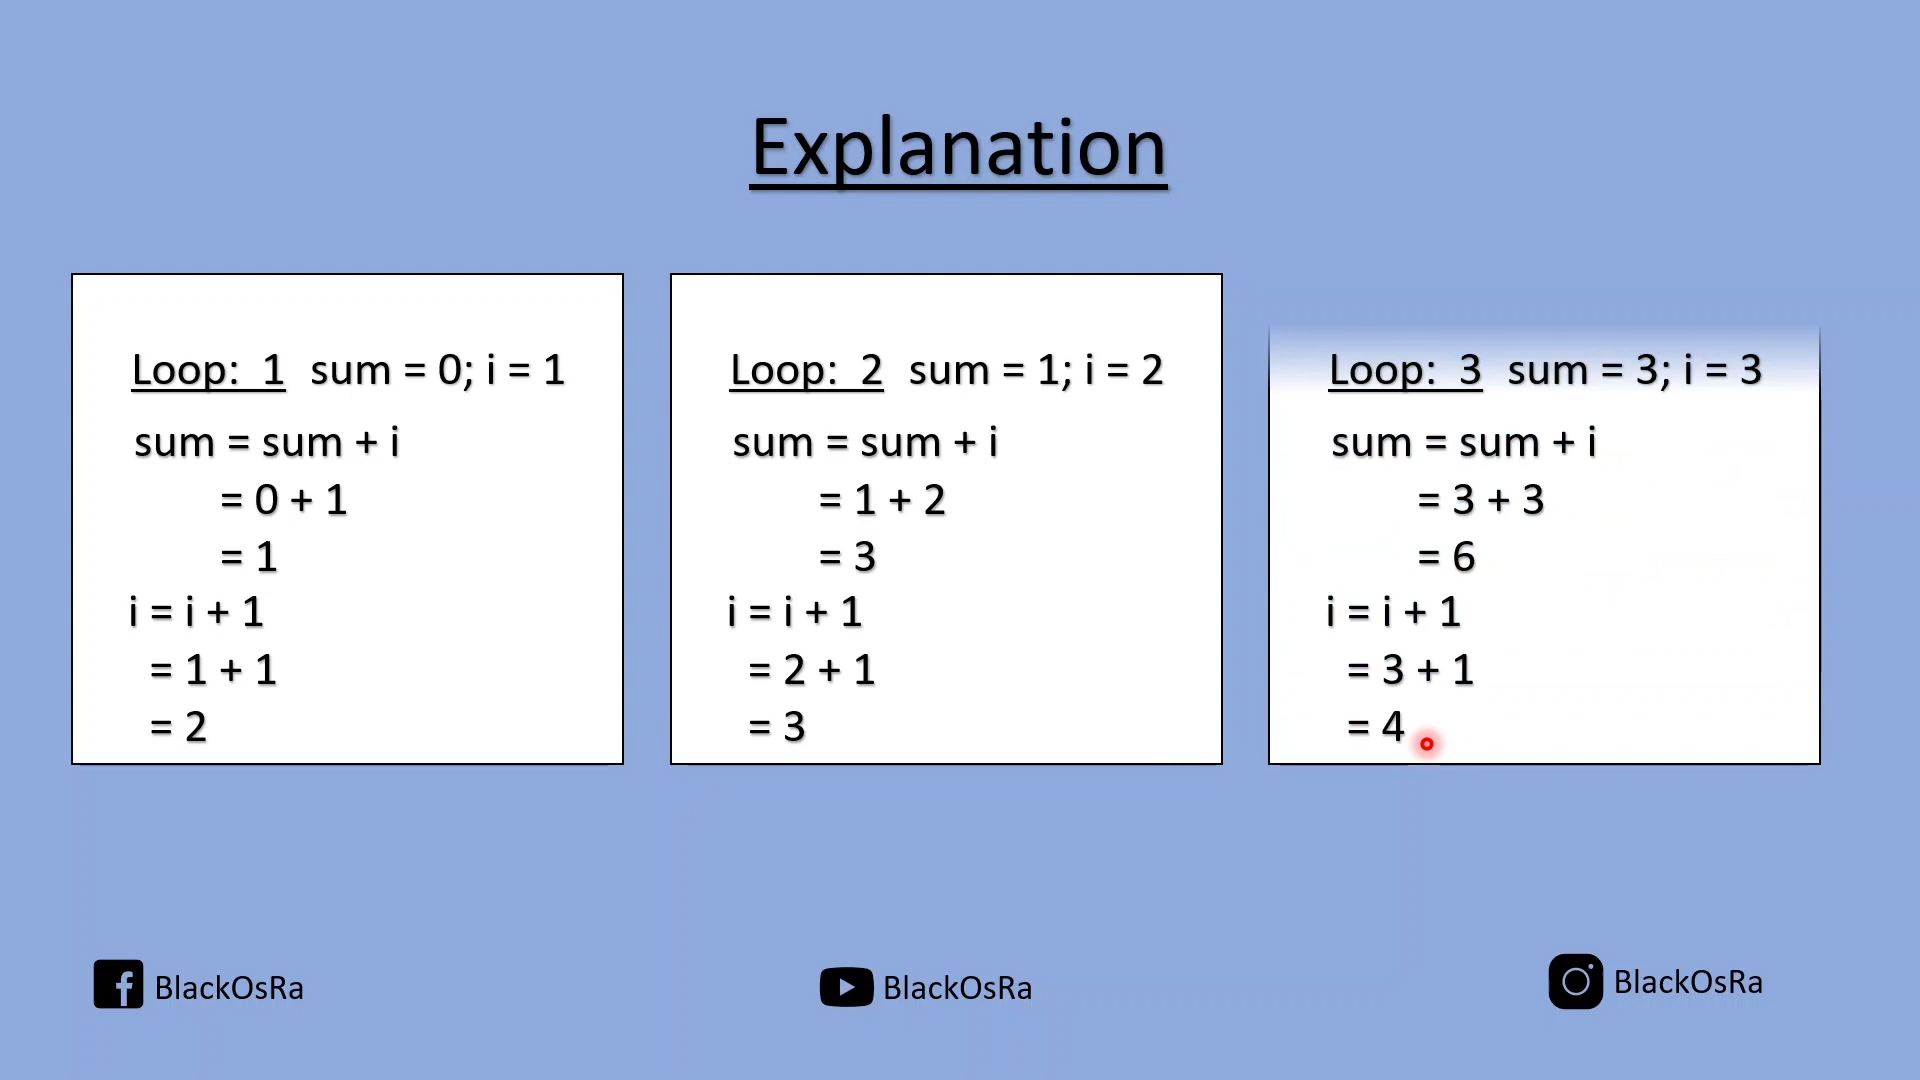 Explanation
Loop: 1 sum = 0; i = 1
sum = sum + i
= 0 + 1
= 1
i = i + 1
= 1 + 1
= 2
Loop: 2 sum = 1; i = 2
sum = sum + i
= 1 + 2
= 3
i = i + 1
= 2 + 1
= 3
Loop: 3 sum = 3; i = 3
sum = sum + i
= 3 + 3
= 6
i = i + 1
= 3 + 1
= 4
BlackOsRa
BlackOsRa
BlackOsRa